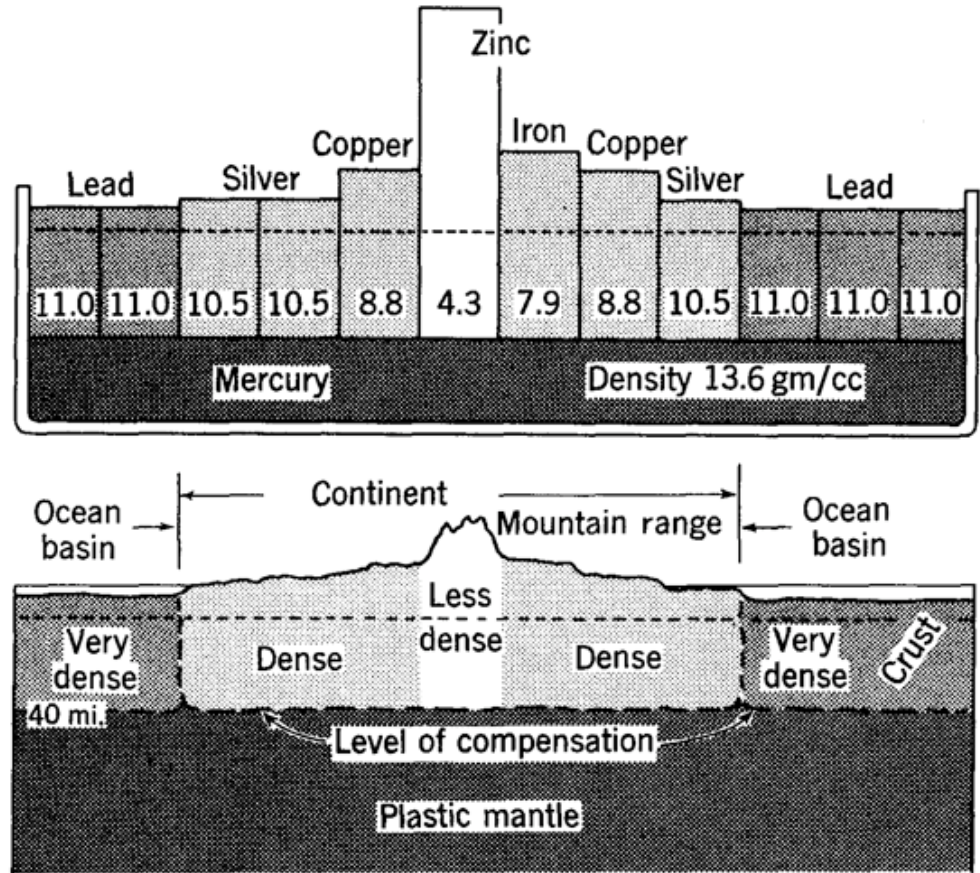 Zinc
Copper Iron Copper
Lead Silver Silver Lead
11.0 11.0 10.5 10.5 8.8 4.3 7.9 8.8 10.5 11.0 11.0 11.0
Mercury Density 13.6 gm/cc
Continent
Ocean
basin
Mountain range
Ocean
basin
Very
dense
Dense
Less
dense
Dense
Very
dense
Crust
40 mi.
Level of compensation
Plastic mantle